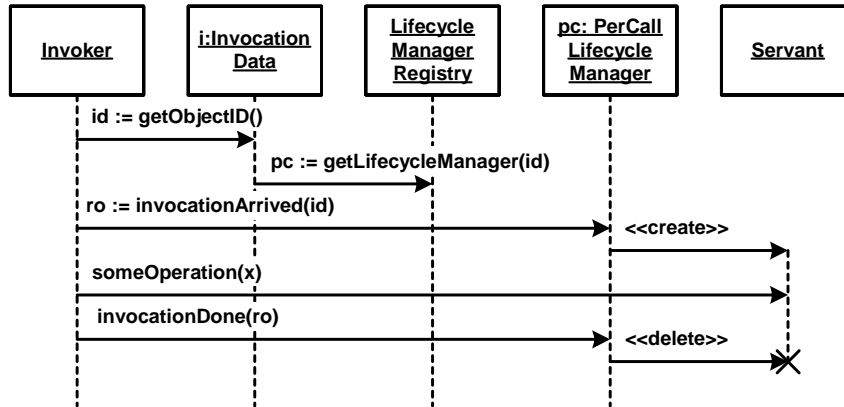 Invoker
i:Invocation
Data
Lifecycle
Manager
Registry
pc: PerCall
Lifecycle
Manager
Servant
id := getObjectID()
pc := getLifecycleManager(id)
ro := invocationArrived(id)
<<create>>
someOperation(x)
invocationDone(ro)
<<delete>>